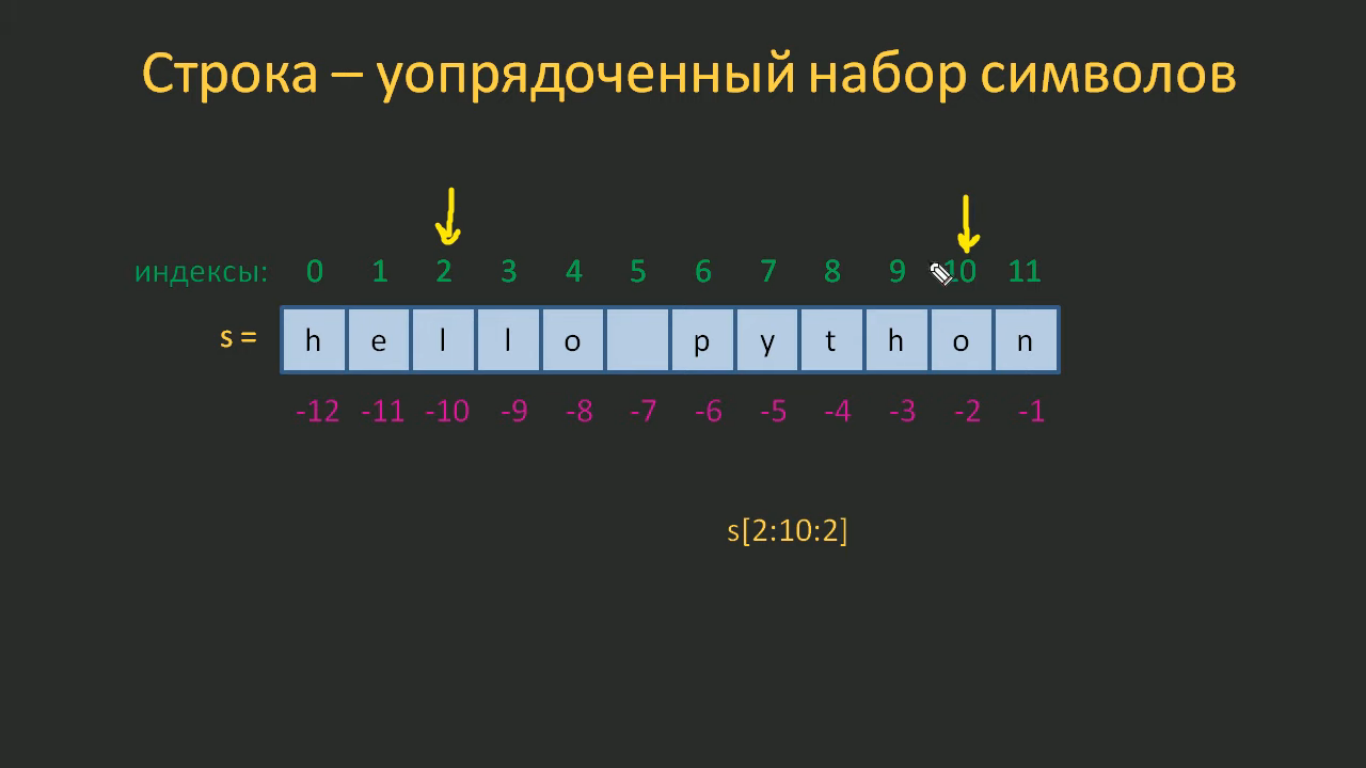 Строка – уопрядоченный набор символов
индексы: 0 1 2 3 4 5 6 7 8 9 10 11
s = h e l l o p y t h o n
-12 -11 -10 -9 -8 -7 -6 -5 -4 -3 -2 -1
s[2:10:2]